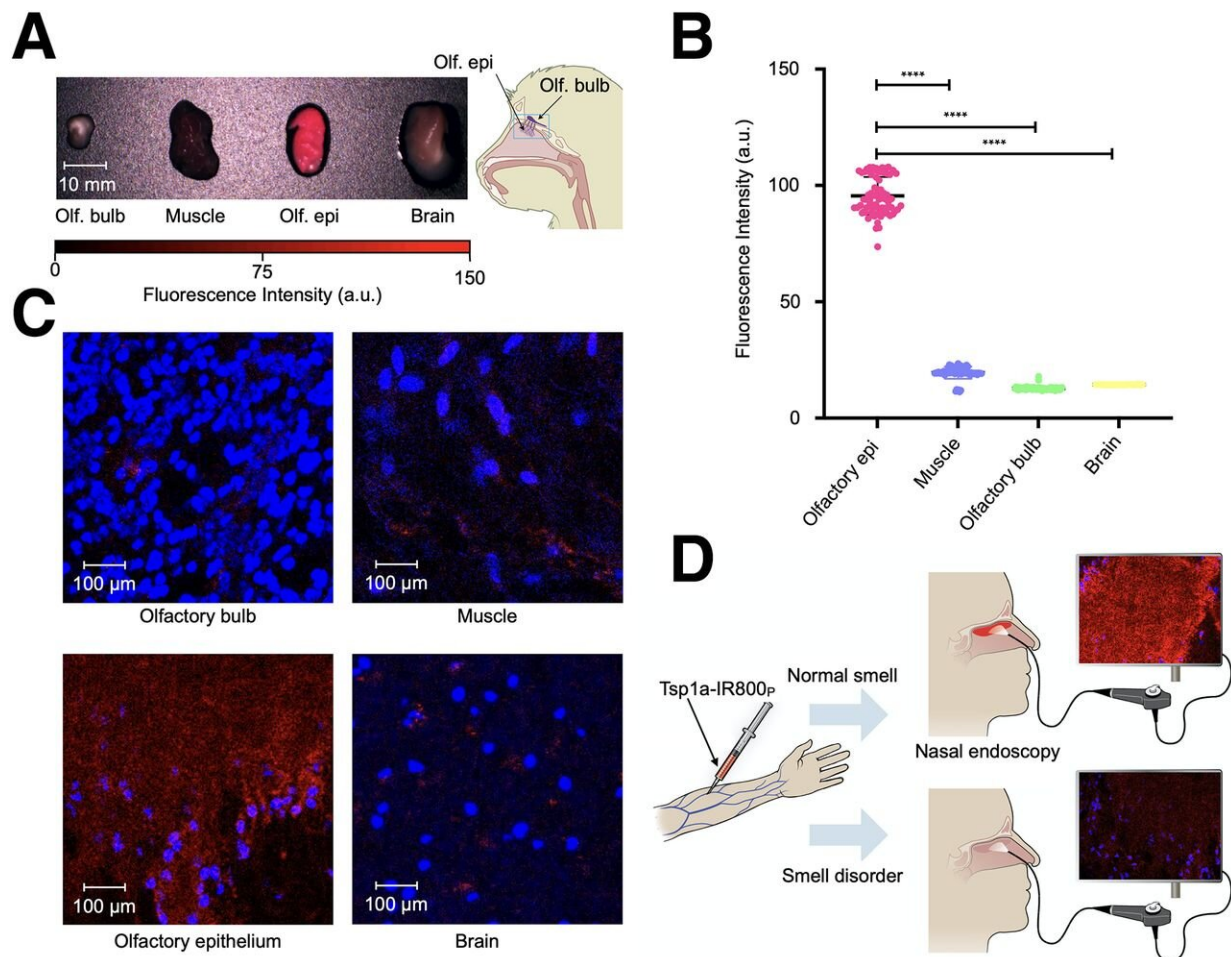 A
Olf. epi
Olf. bulb
10 mm
Olf. bulb Muscle Olf. epi Brain
0 75 150
Fluorescence Intensity (a.u.)
B
Fluorescence Intensity (a.u.)
150
100
50
0
****
****
****
Olfactory epi
Muscle
Olfactory bulb
Brain
C
100 µm
Olfactory bulb
100 µm
Muscle
100 µm
Olfactory epithelium
100 µm
Brain
D
Tsp1a-IR800P
Normal smell
Nasal endoscopy
Smell disorder